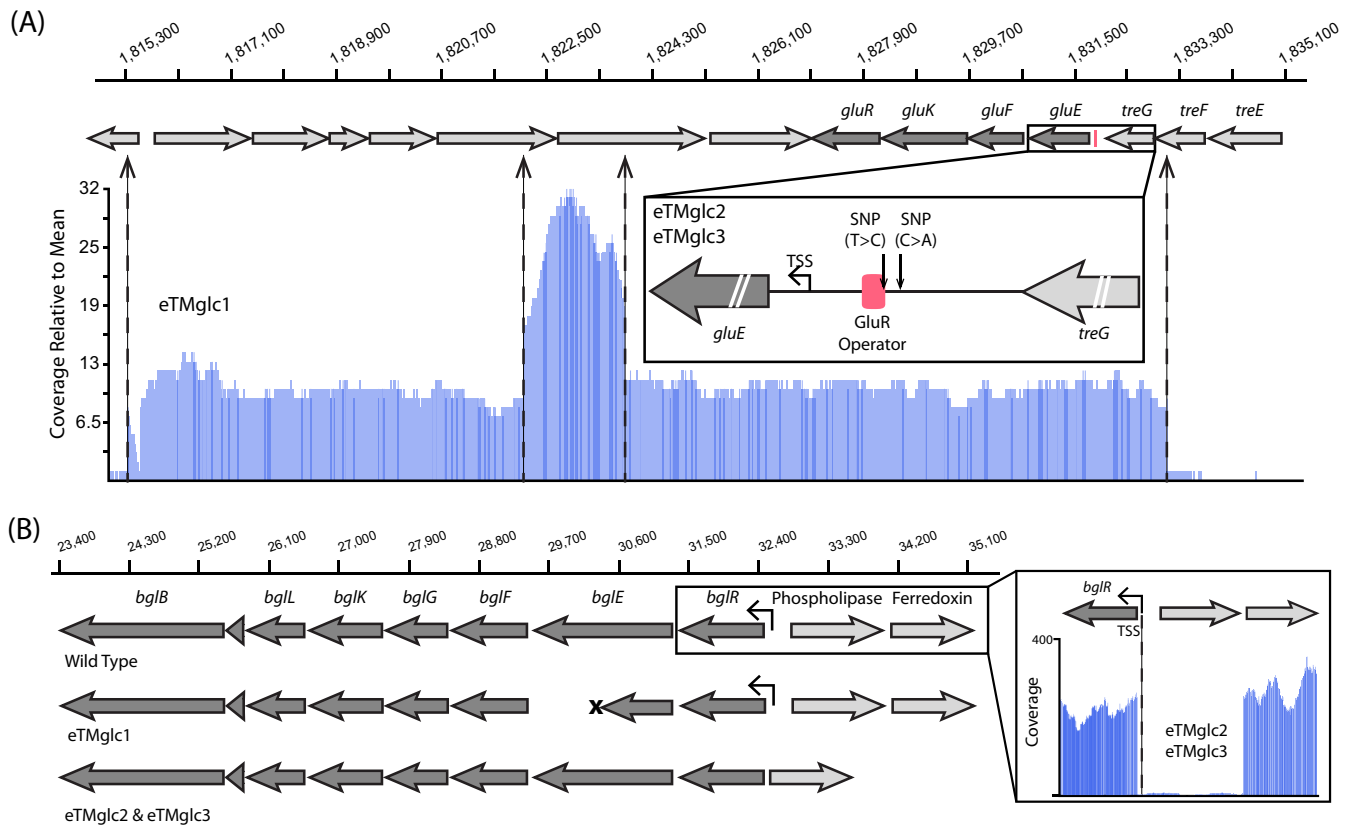 (A)
1,815,300 1,817,100 1,818,900 1,820,700 1,822,500 1,824,300 1,826,100 1,827,900 1,829,700 1,831,500 1,833,300 1,835,100
gluR gluK gluF gluE treG treF treE
Coverage Relative to Mean
32
25
19
13
6.5
eTMglc1
eTMglc2
eTMglc3
SNP
(T>C)
SNP
(C>A)
TSS
gluE
GluR
Operator
treG
(B)
23,400 24,300 25,200 26,100 27,000 27,900 28,800 29,700 30,600 31,500 32,400 33,300 34,200 35,100
bglB bglL bglK bglG bglF bglE bglR Phospholipase Ferredoxin
Wild Type
x
eTMglc1
eTMglc2 & eTMglc3
bglR
TSS
400
Coverage
eTMglc2
eTMglc3